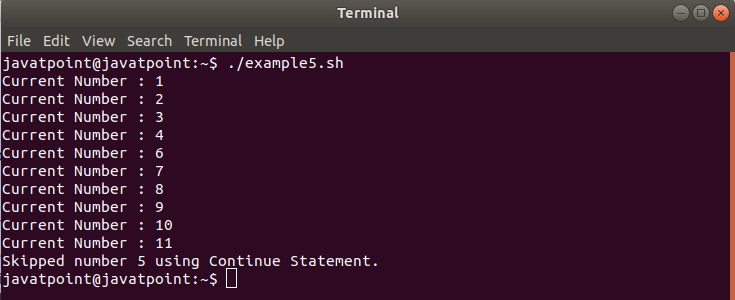 Terminal
File Edit View Search Terminal Help
javatpoint@javatpoint:~$ ./example5.sh
Current Number : 1
Current Number : 2
Current Number : 3
Current Number : 4
Current Number : 6
Current Number : 7
Current Number : 8
Current Number : 9
Current Number : 10
Current Number : 11
Skipped number 5 using Continue Statement.
javatpoint@javatpoint:~$